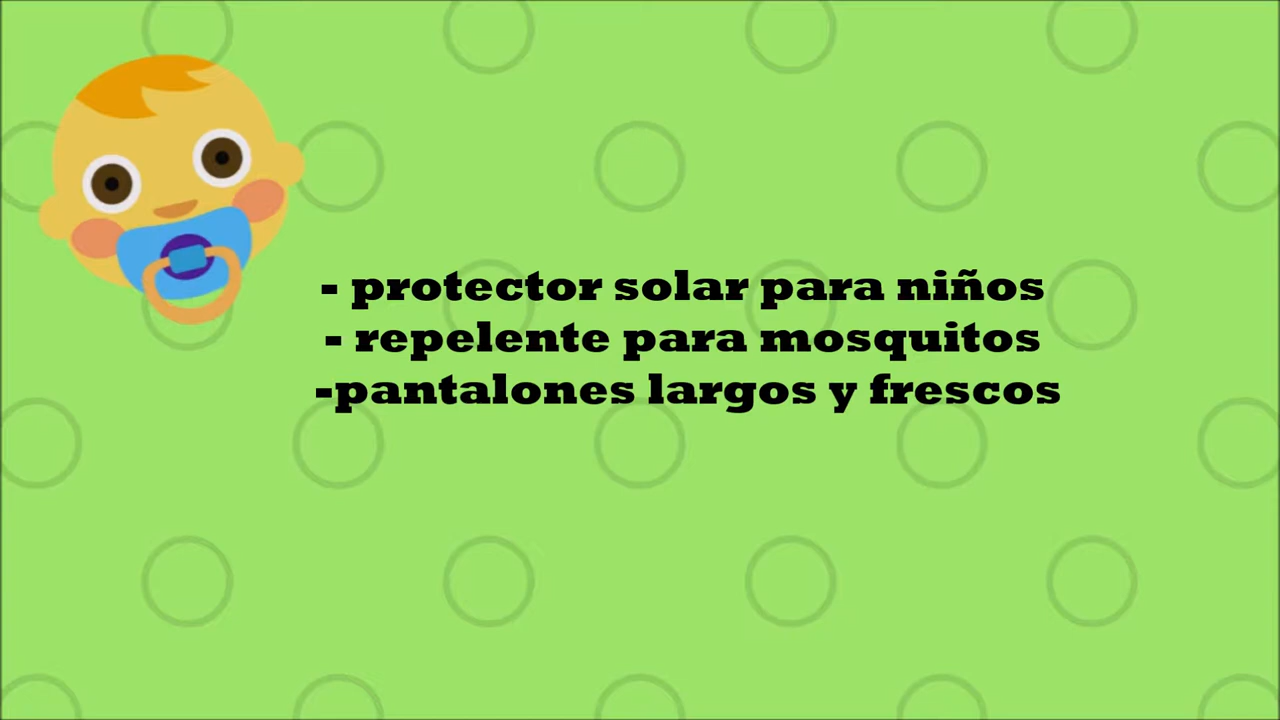 - protector solar para niños
- repelente para mosquitos
-pantalones largos y frescos